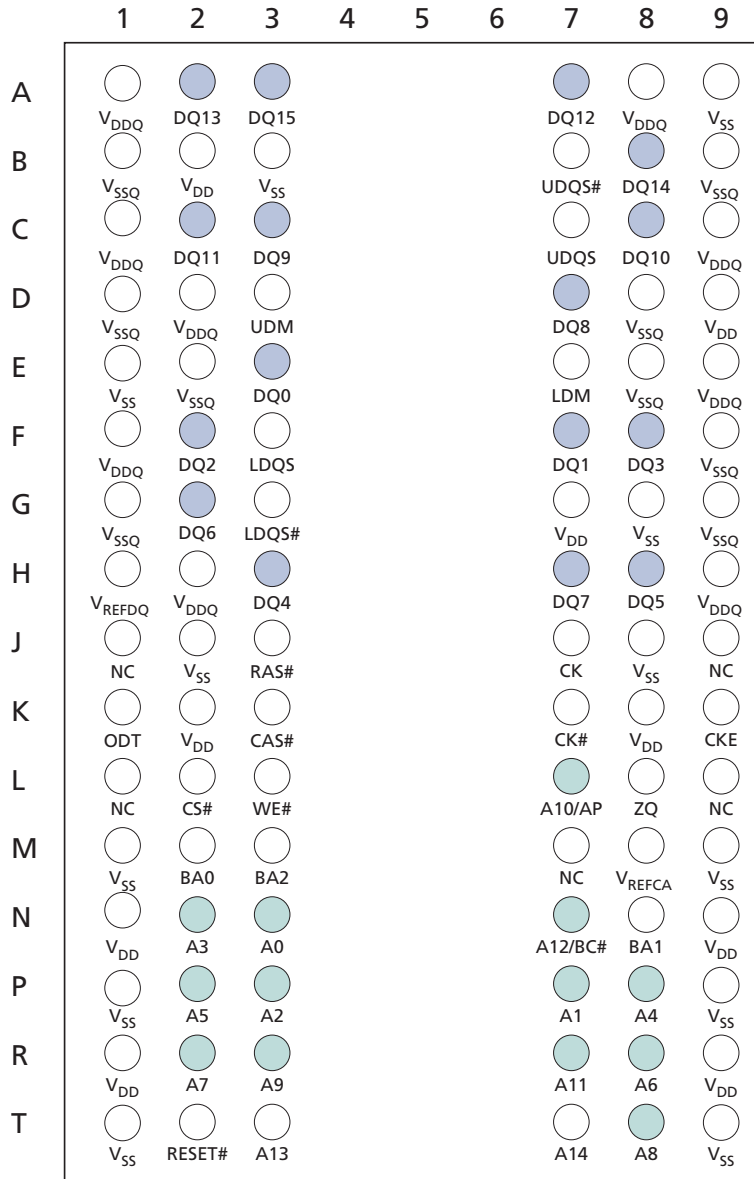 1 2 3 4 5 6 7 8 9
A
VDDQ DQ13 DQ15 DQ12 VDDQ VSS
B
VSSQ VDD VSS UDQS# DQ14 VSSQ
C
VDDQ DQ11 DQ9 UDQS DQ10 VDDQ
D
VSSQ VDDQ UDM DQ8 VSSQ VDD
E
VSS VSSQ DQ0 LDM VSSQ VDDQ
F
VDDQ DQ2 LDQS DQ1 DQ3 VSSQ
G
VSSQ DQ6 LDQS# VDD VSS VSSQ
H
VREFDQ VDDQ DQ4 DQ7 DQ5 VDDQ
J
NC VSS RAS# CK VSS NC
K
ODT VDD CAS# CK# VDD CKE
L
NC CS# WE# A10/AP ZQ NC
M
VSS BA0 BA2 NC VREFCA VSS
N
VDD A3 A0 A12/BC# BA1 VDD
P
VSS A5 A2 A1 A4 VSS
R
VDD A7 A9 A11 A6 VDD
T
VSS RESET# A13 A14 A8 VSS